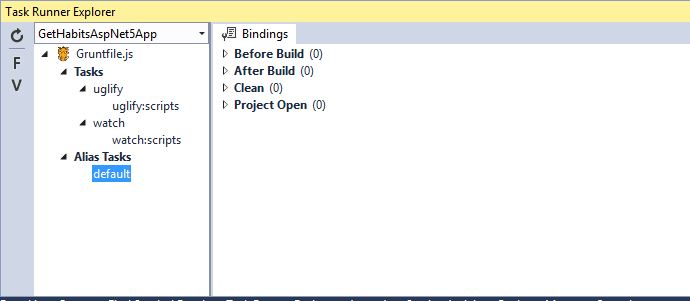 Task Runner Explorer
GetHabitsAspNet5App
Bindings
F
V
Gruntfile.js
Tasks
uglify
uglify:scripts
watch
watch:scripts
Alias Tasks
default
Before Build (0)
After Build (0)
Clean (0)
Project Open (0)